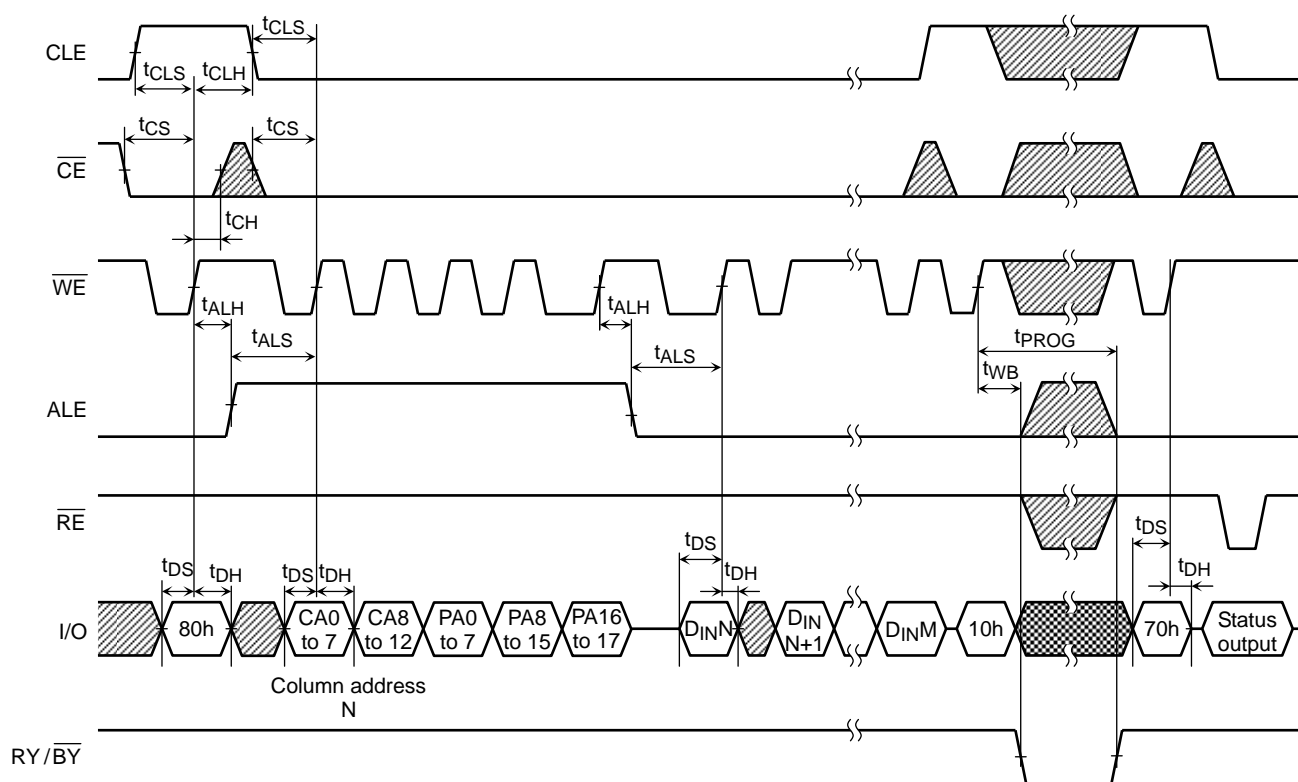 CLE
tCLS
tCLS
tCLH
CE
tCS
tCS
tCH
WE
tALH
tALS
tALH
tALS
tPROG
tWB
ALE
RE
tDS
tDH
tDS
tDH
tDS
tDH
tDS
tDH
I/O
80h
CA0 to 7
CA8 to 12
PA0 to 7
PA8 to 15
PA16 to 17
DINN
DIN N+1
DINM
10h
70h
Status output
Column address
N
RY/BY